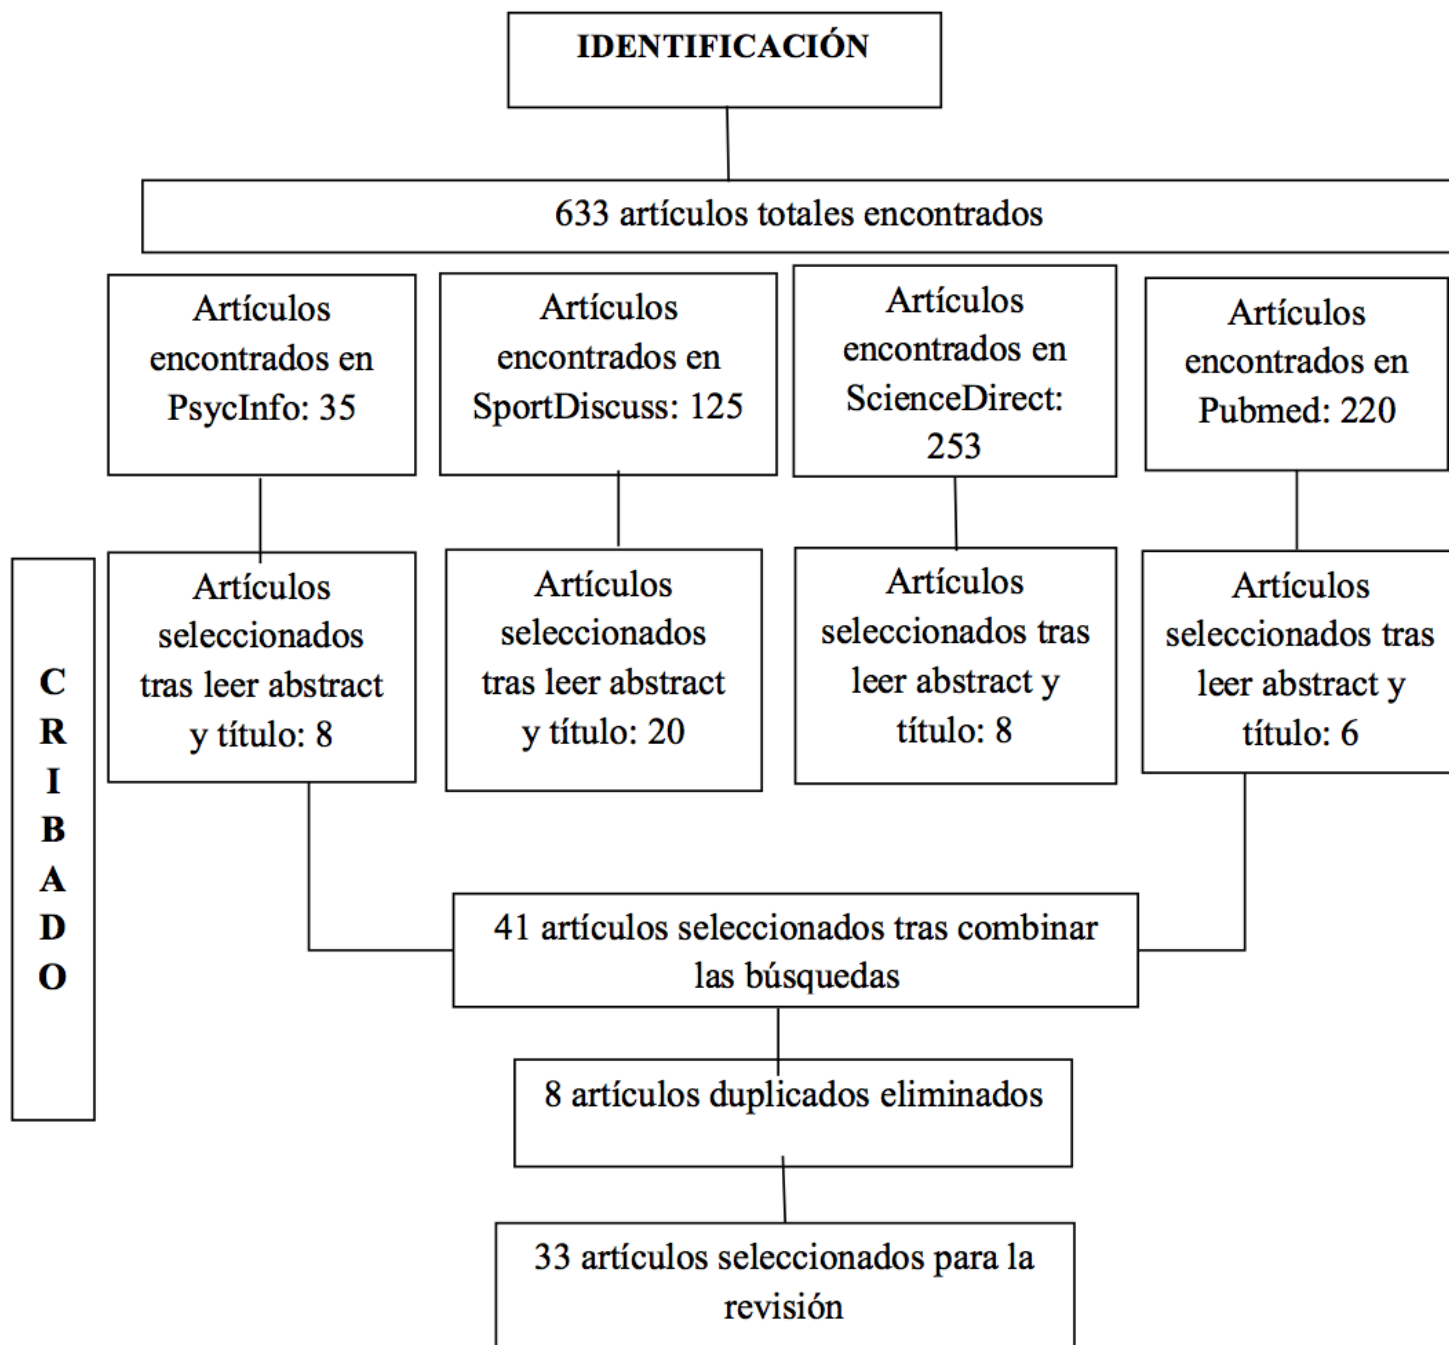 IDENTIFICACIÓN
633 artículos totales encontrados
Artículos
encontrados en
PsycInfo: 35
Artículos
encontrados en
SportDiscuss: 125
Artículos
encontrados en
ScienceDirect:
253
Artículos
encontrados en
Pubmed: 220
C
R
I
B
A
D
O
Artículos
seleccionados
tras leer abstract
y título: 8
Artículos
seleccionados
tras leer abstract
y título: 20
Artículos
seleccionados tras
leer abstract y
título: 8
Artículos
seleccionados tras
leer abstract y
título: 6
41 artículos seleccionados tras combinar
las búsquedas
8 artículos duplicados eliminados
33 artículos seleccionados para la
revisión